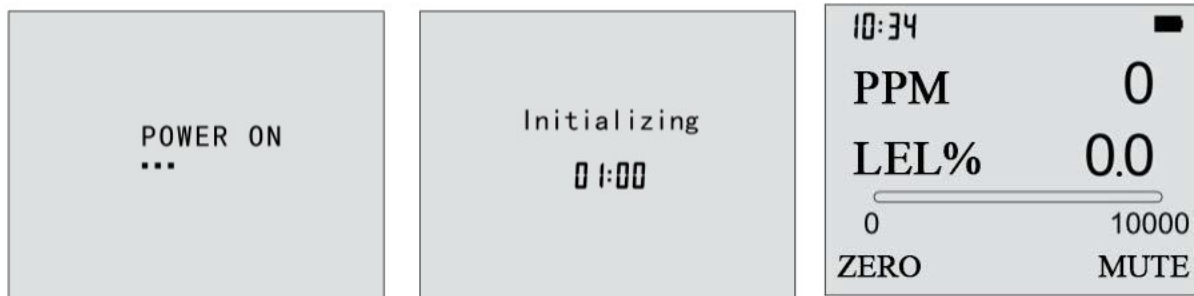 POWER ON
...
Initializing
01:00
10:34
PPM 0
LEL% 0.0
0 10000
ZERO MUTE